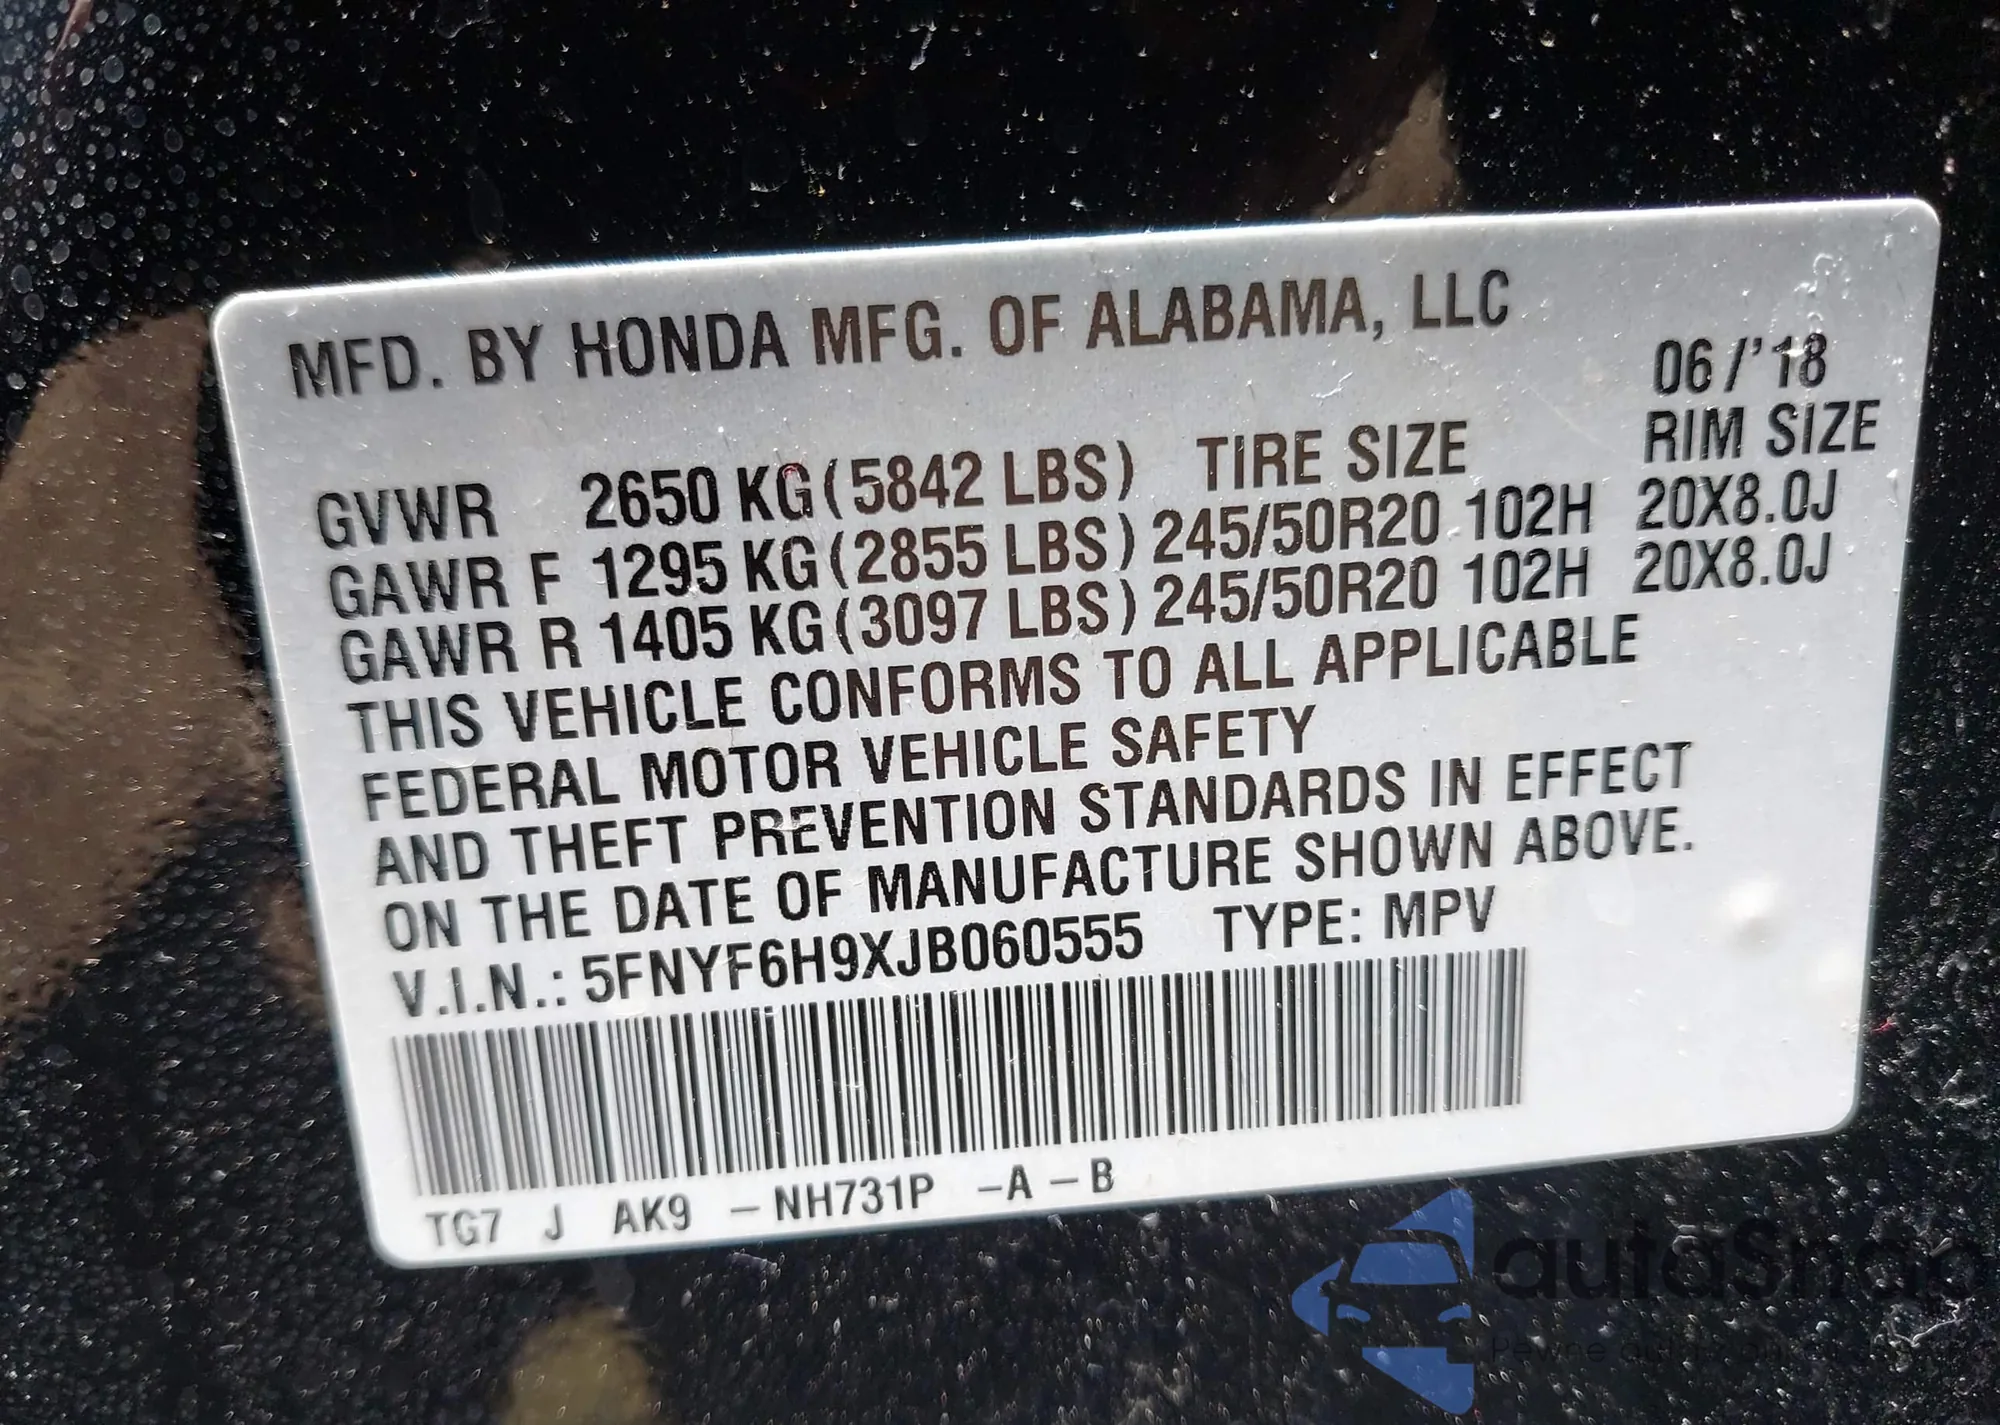 MFD. BY HONDA MFG. OF ALABAMA, LLC
06/'18
GVWR 2650 KG (5842 LBS) TIRE SIZE RIM SIZE
GAWR F 1295 KG (2855 LBS) 245/50R20 102H 20X8.0J
GAWR R 1405 KG (3097 LBS) 245/50R20 102H 20X8.0J
THIS VEHICLE CONFORMS TO ALL APPLICABLE
FEDERAL MOTOR VEHICLE SAFETY
AND THEFT PREVENTION STANDARDS IN EFFECT
ON THE DATE OF MANUFACTURE SHOWN ABOVE.
V.I.N.: 5FNYF6H9XJB060555 TYPE: MPV
TG7 J AK9 -NH731P -A-B
autaSnap
Pewne auta z